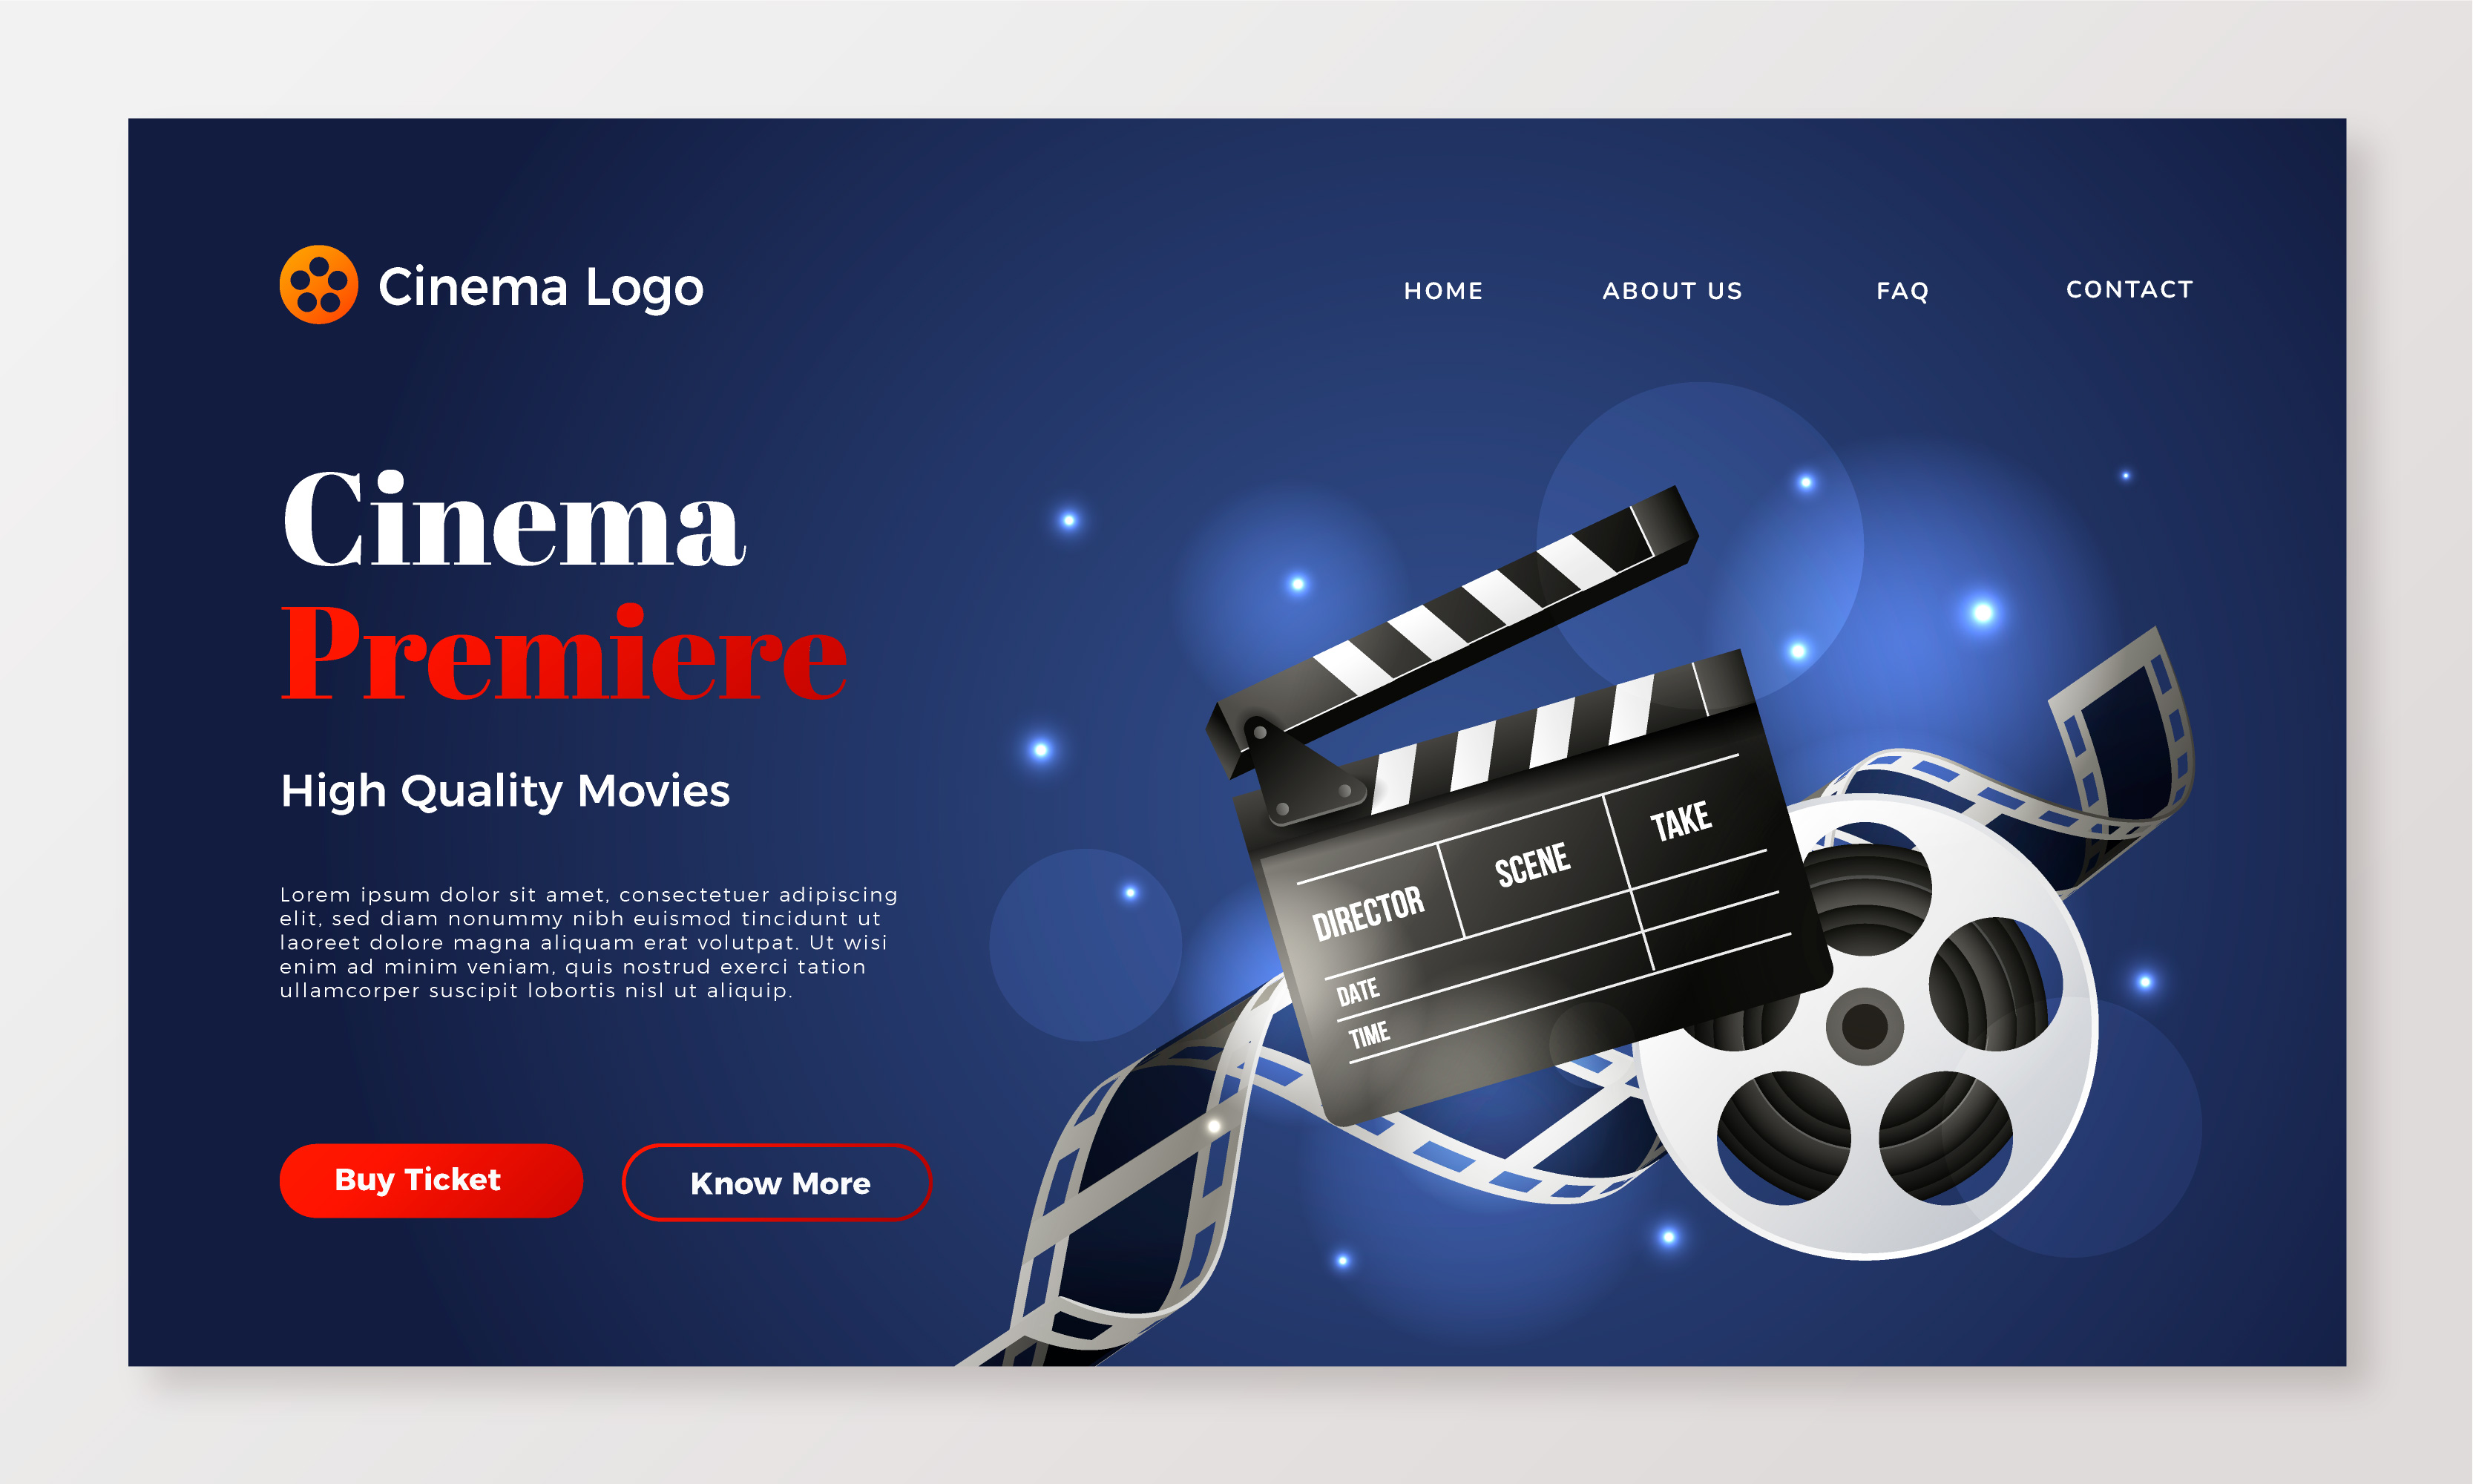 Cinema Logo
HOME
ABOUT US
FAQ
CONTACT
Cinema
Premiere
High Quality Movies
Lorem ipsum dolor sit amet, consectetuer adipiscing
elit, sed diam nonummy nibh euismod tincidunt ut
laoreet dolore magna aliquam erat volutpat. Ut wisi
enim ad minim veniam, quis nostrud exerci tation
ullamcorper suscipit lobortis nisl ut aliquip.
Buy Ticket
Know More
DIRECTOR
SCENE
TAKE
DATE
TIME